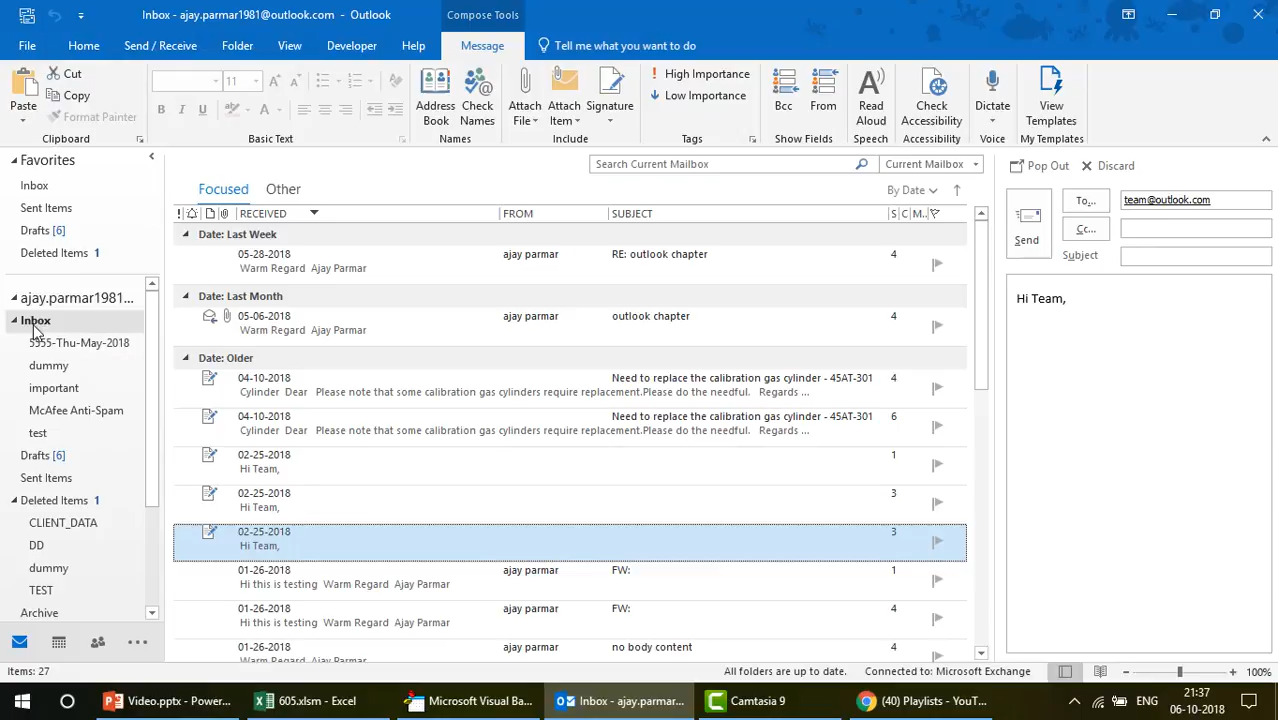 Inbox - ajay.parmar1981@outlook.com - Outlook
Compose Tools
File Home Send / Receive Folder View Developer Help Message Tell me what you want to do
Paste
Cut
Copy
Format Painter
11
B I U
Address Book
Check Names
Attach File
Attach Item
Signature
High Importance
Low Importance
Bcc
From
Read Aloud
Check Accessibility
Dictate
View Templates
Clipboard Basic Text Names Include Tags Show Fields Speech Accessibility Voice My Templates
Favorites
Inbox
Sent Items
Drafts [6]
Deleted Items 1
ajay.parmar1981...
Inbox
5555-Thu-May-2018
dummy
important
McAfee Anti-Spam
test
Drafts [6]
Sent Items
Deleted Items 1
CLIENT_DATA
DD
dummy
TEST
Archive
Search Current Mailbox
Current Mailbox
Focused Other
By Date
RECEIVED FROM SUBJECT S C M...
Date: Last Week
05-28-2018 ajay parmar RE: outlook chapter 4
Warm Regard Ajay Parmar
Date: Last Month
05-06-2018 ajay parmar outlook chapter 4
Warm Regard Ajay Parmar
Date: Older
04-10-2018 Need to replace the calibration gas cylinder - 45AT-301 4
Cylinder Dear Please note that some calibration gas cylinders require replacement.Please do the needful. Regards ...
04-10-2018 Need to replace the calibration gas cylinder - 45AT-301 6
Cylinder Dear Please note that some calibration gas cylinders require replacement.Please do the needful. Regards ...
02-25-2018 1
Hi Team,
02-25-2018 3
Hi Team,
02-25-2018 3
Hi Team,
01-26-2018 ajay parmar FW: 1
Hi this is testing Warm Regard Ajay Parmar
01-26-2018 ajay parmar FW: 4
Hi this is testing Warm Regard Ajay Parmar
01-26-2018 ajay parmar no body content 4
Warm Regard Ajay Parmar
Pop Out Discard
Send
To... team@outlook.com
Cc...
Subject
Hi Team,
Items: 27
All folders are up to date. Connected to: Microsoft Exchange
100%
Video.pptx - Power...
605.xlsm - Excel
Microsoft Visual Ba...
Inbox - ajay.parmar...
Camtasia 9
(40) Playlists - YouT...
ENG
21:37
06-10-2018